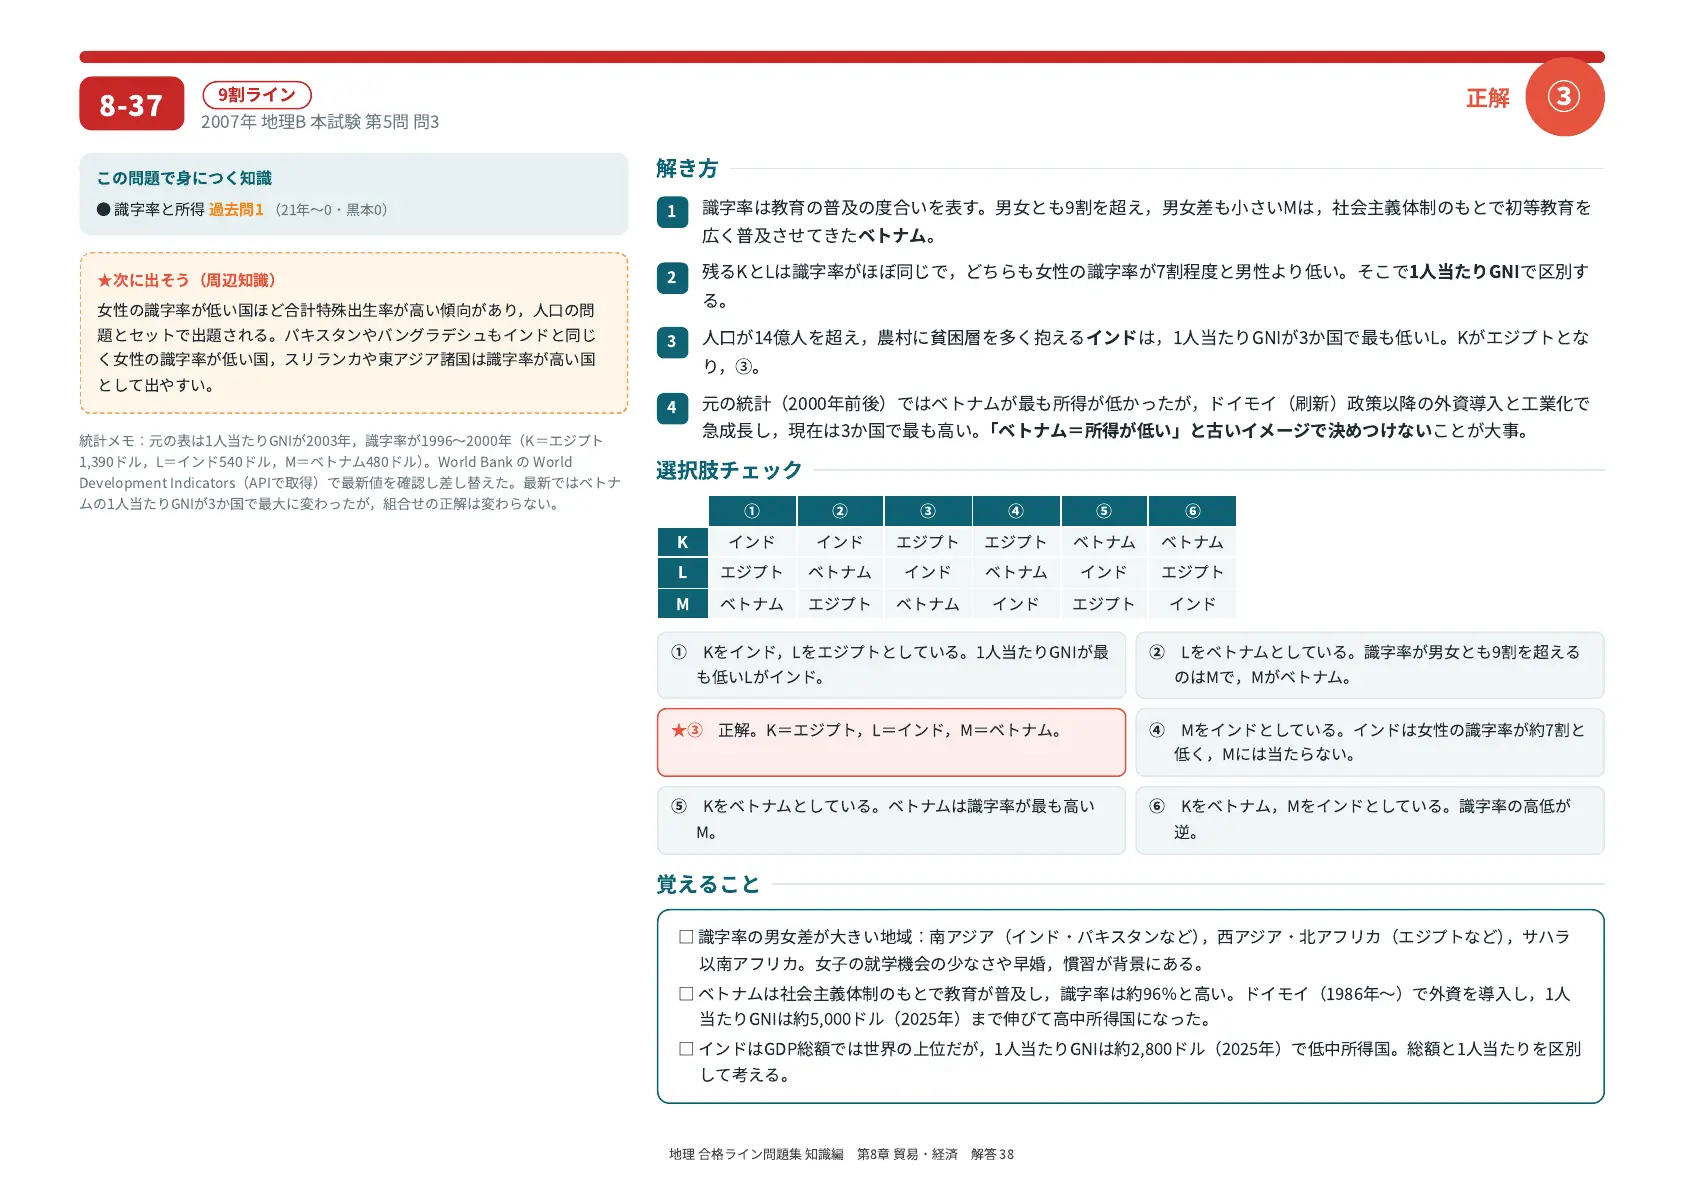 8-37
9割ライン
2007年 地理B 本試験 第5問 問3
正解 ③
この問題で身につく知識
● 識字率と所得 過去問1 （21年〜0・黒本0）
★次に出そう（周辺知識）
女性の識字率が低い国ほど合計特殊出生率が高い傾向があり，人口の問
題とセットで出題される。パキスタンやバングラデシュもインドと同じ
く女性の識字率が低い国，スリランカや東アジア諸国は識字率が高い国
として出やすい。
統計メモ：元の表は1人当たりGNIが2003年，識字率が1996〜2000年（K＝エジプト
1,390ドル，L＝インド540ドル，M＝ベトナム480ドル）。World Bank の World
Development Indicators（APIで取得）で最新値を確認し差し替えた。最新ではベトナ
ムの1人当たりGNIが3か国で最大に変わったが，組合せの正解は変わらない。
解き方
1 識字率は教育の普及の度合いを表す。男女とも9割を超え，男女差も小さいMは，社会主義体制のもとで初等教育を
広く普及させてきたベトナム。
2 残るKとLは識字率がほぼ同じで，どちらも女性の識字率が7割程度と男性より低い。そこで1人当たりGNIで区別す
る。
3 人口が14億人を超え，農村に貧困層を多く抱えるインドは，1人当たりGNIが3か国で最も低いL。Kがエジプトとな
り，③。
4 元の統計（2000年前後）ではベトナムが最も所得が低かったが，ドイモイ（刷新）政策以降の外資導入と工業化で
急成長し，現在は3か国で最も高い。「ベトナム＝所得が低い」と古いイメージで決めつけないことが大事。
選択肢チェック
① ② ③ ④ ⑤ ⑥
K インド インド エジプト エジプト ベトナム ベトナム
L エジプト ベトナム インド ベトナム インド エジプト
M ベトナム エジプト ベトナム インド エジプト インド
① Kをインド，Lをエジプトとしている。1人当たりGNIが最
も低いLがインド。
② Lをベトナムとしている。識字率が男女とも9割を超える
のはMで，Mがベトナム。
★③ 正解。K＝エジプト，L＝インド，M＝ベトナム。
④ Mをインドとしている。インドは女性の識字率が約7割と
低く，Mには当たらない。
⑤ Kをベトナムとしている。ベトナムは識字率が最も高い
M。
⑥ Kをベトナム，Mをインドとしている。識字率の高低が
逆。
覚えること
□ 識字率の男女差が大きい地域：南アジア（インド・パキスタンなど），西アジア・北アフリカ（エジプトなど），サハラ
以南アフリカ。女子の就学機会の少なさや早婚，慣習が背景にある。
□ ベトナムは社会主義体制のもとで教育が普及し，識字率は約96％と高い。ドイモイ（1986年〜）で外資を導入し，1人
当たりGNIは約5,000ドル（2025年）まで伸びて高中所得国になった。
□ インドはGDP総額では世界の上位だが，1人当たりGNIは約2,800ドル（2025年）で低中所得国。総額と1人当たりを区別
して考える。
地理 合格ライン問題集 知識編 第8章 貿易・経済 解答 38